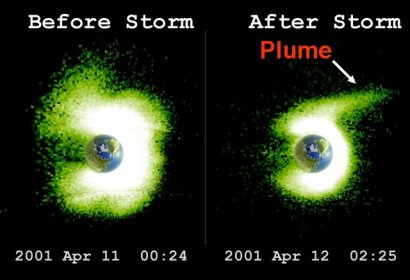 Before Storm
After Storm
Plume
2001 Apr 11 00:24
2001 Apr 12 02:25